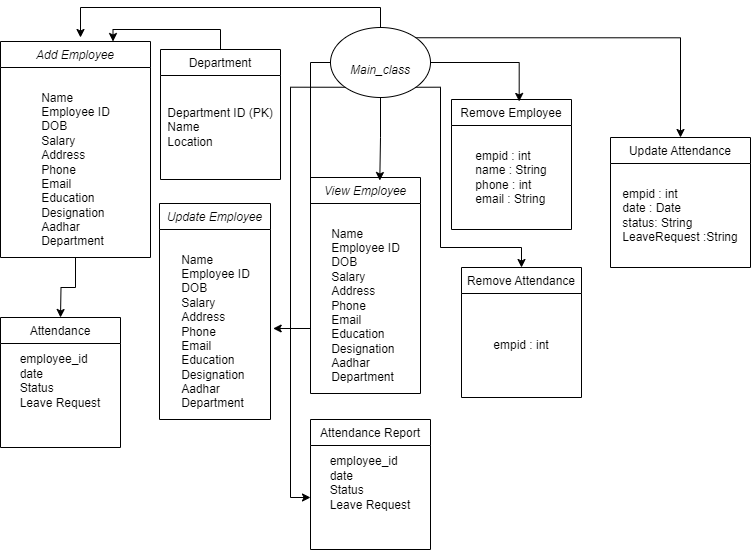 Main_class
Add Employee
Name
Employee ID
DOB
Salary
Address
Phone
Email
Education
Designation
Aadhar
Department
Department
Department ID (PK)
Name
Location
Remove Employee
empid : int
name : String
phone : int
email : String
Update Attendance
empid : int
date : Date
status: String
LeaveRequest :String
View Employee
Name
Employee ID
DOB
Salary
Address
Phone
Email
Education
Designation
Aadhar
Department
Update Employee
Name
Employee ID
DOB
Salary
Address
Phone
Email
Education
Designation
Aadhar
Department
Remove Attendance
empid : int
Attendance
employee_id
date
Status
Leave Request
Attendance Report
employee_id
date
Status
Leave Request